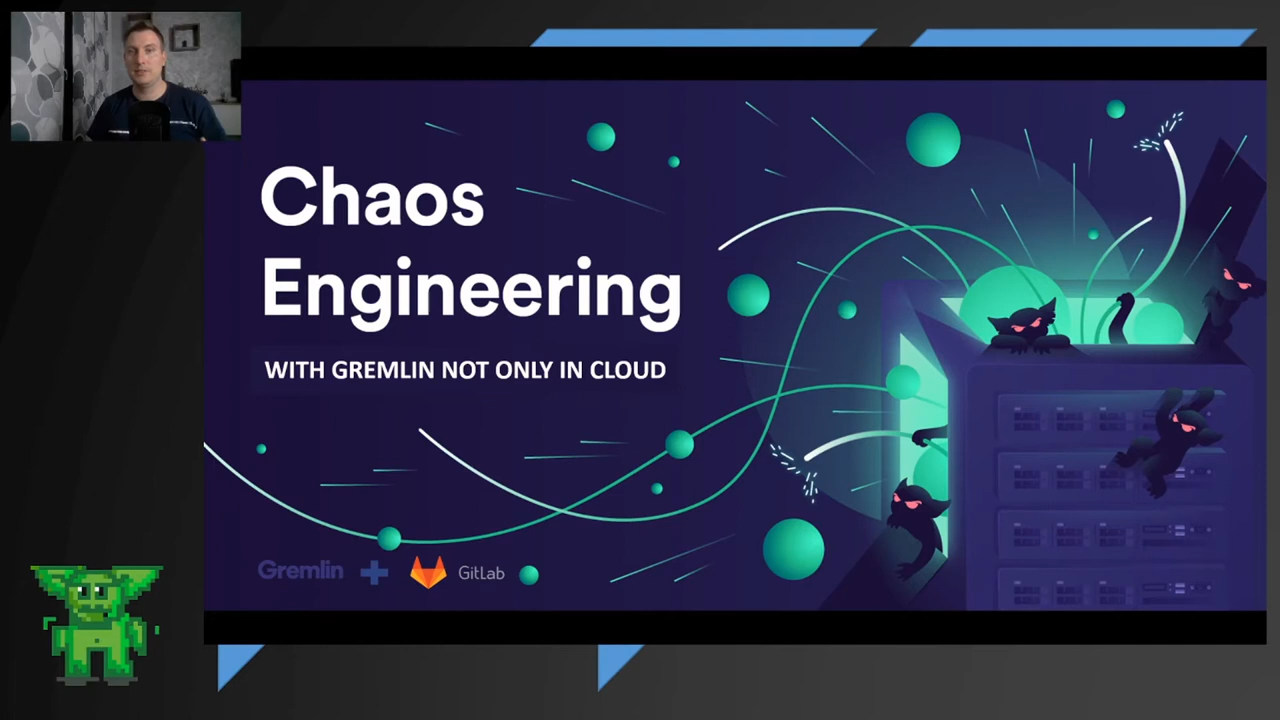 Chaos
Engineering
WITH GREMLIN NOT ONLY IN CLOUD
Gremlin + GitLab